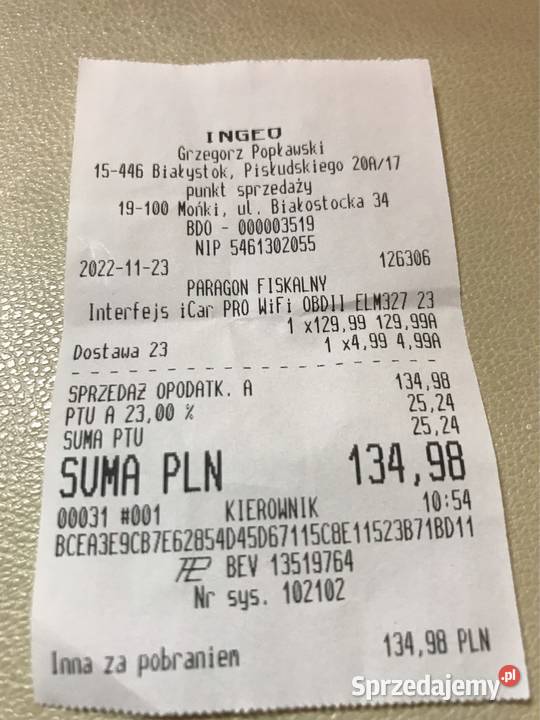 INGEO
Grzegorz Popławski
15-446 Białystok, Pisłudskiego 20A/17
punkt sprzedaży
19-100 Mońki, ul. Białostocka 34
BDO - 000003519
NIP 5461302055
2022-11-23 126306
PARAGON FISKALNY
Interfejs iCar PRO WiFi OBDII ELM327 23
1 x129,99 129,99A
Dostawa 23 1 x4,99 4,99A
SPRZEDAŻ OPODATK. A 134,98
PTU A 23,00 % 25,24
SUMA PTU 25,24
SUMA PLN 134,98
00031 #001 KIEROWNIK 10:54
BCEA3E9CB7E62854D45D67115C8E11523B71BD11
BEV 13519764
Nr sys. 102102
Inna za pobraniem 134,98 PLN
Sprzedajemy.pl